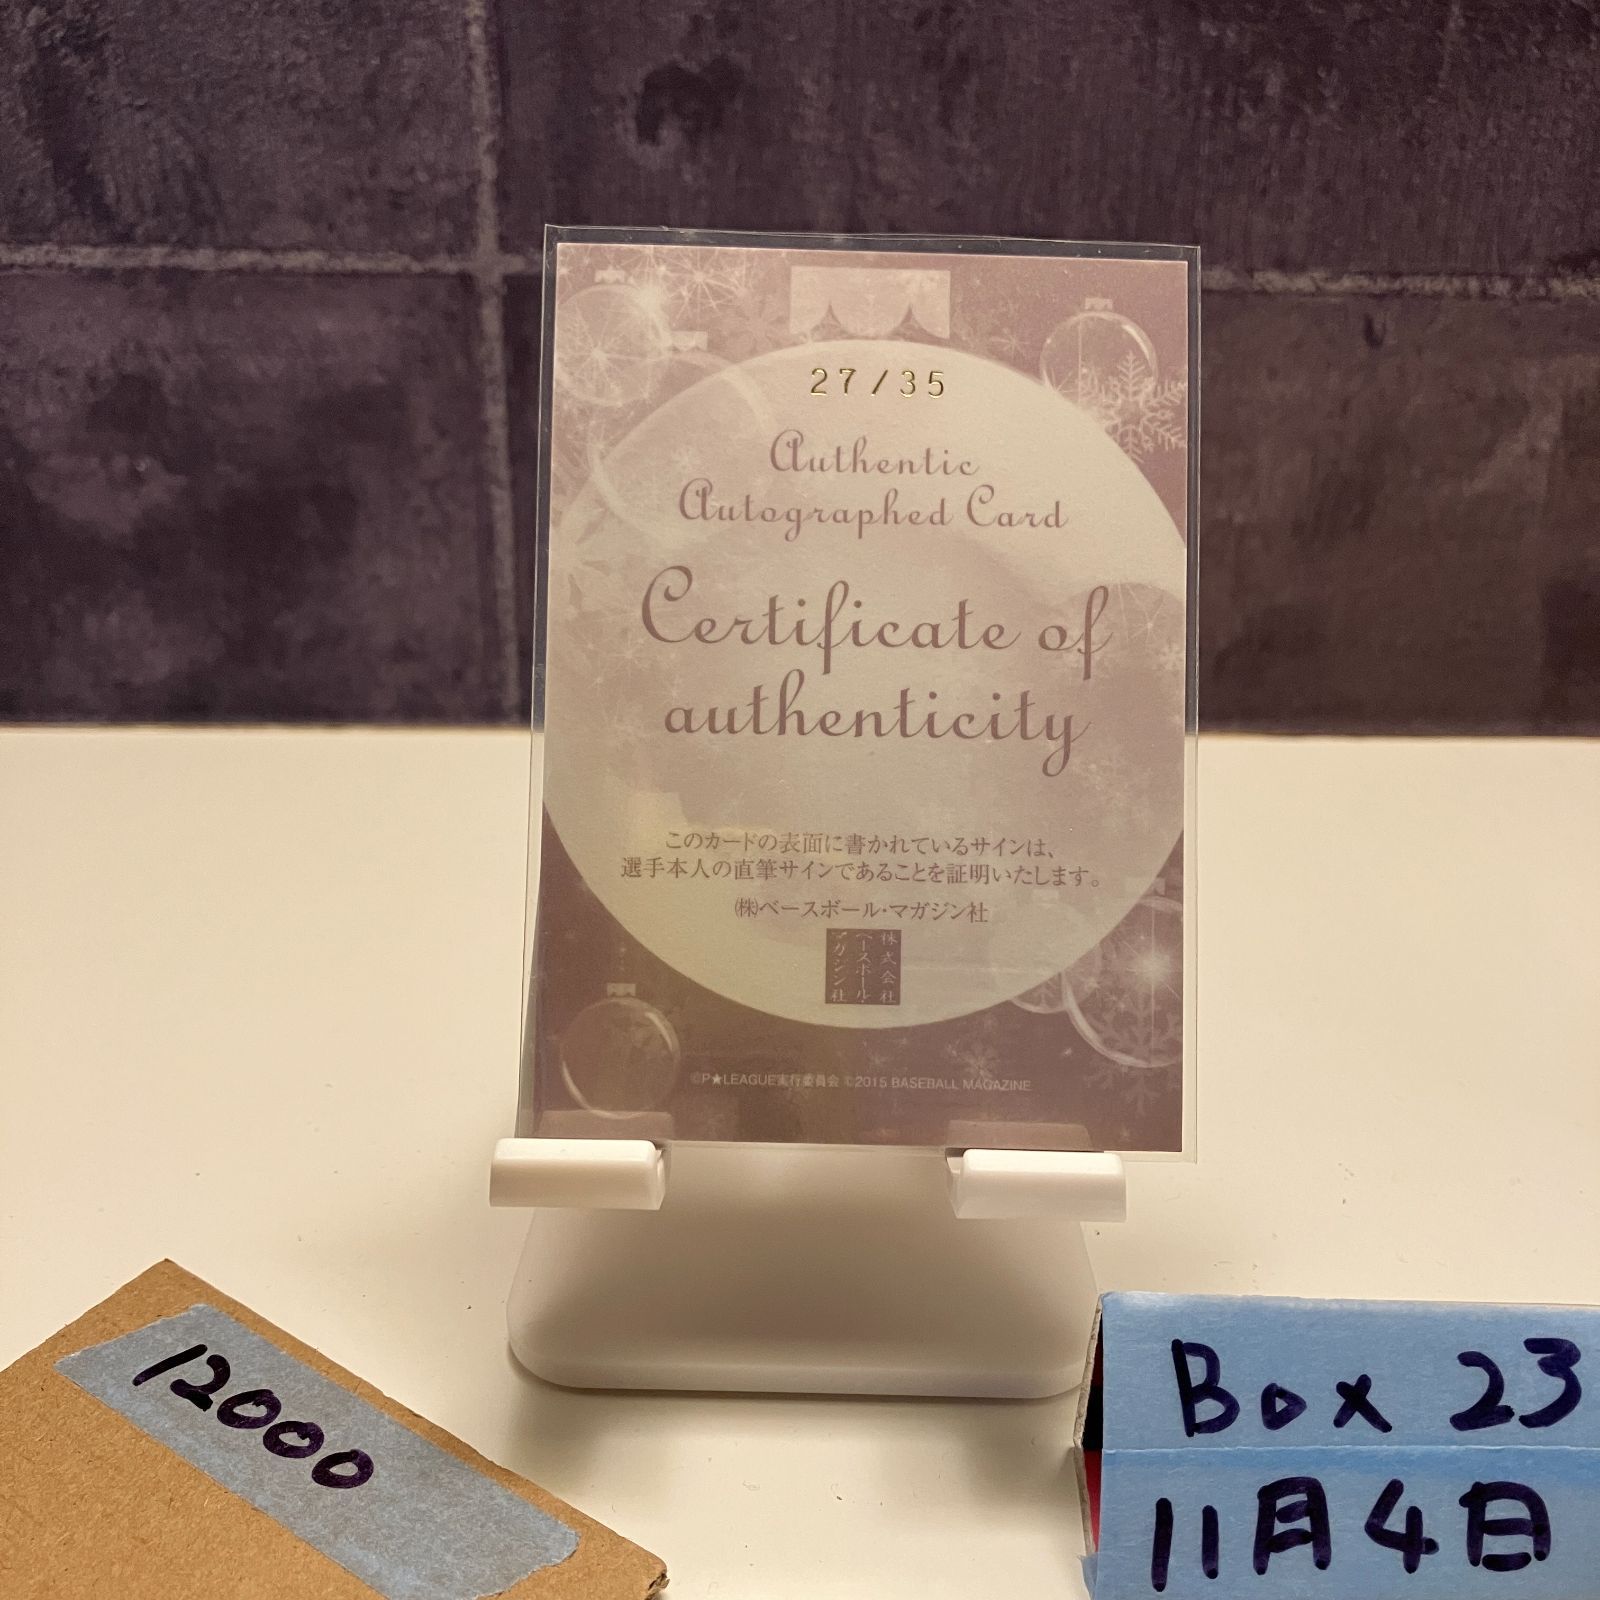 27/35
Authentic
Autographed Card
Certificate of
authenticity
このカードの表面に書かれているサインは、
選手本人の直筆サインであることを証明いたします。
㈱ベースボール・マガジン社
株式会社
ベースボール・
マガジン社
©P★LEAGUE実行委員会 ©2015 BASEBALL MAGAZINE
12000
Box 23
11月4日